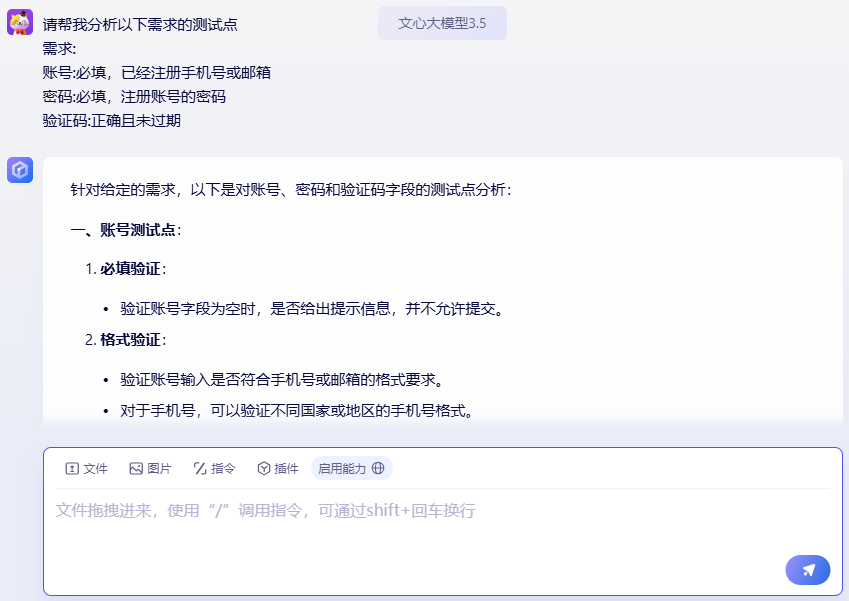 文心大模型3.5
请帮我分析以下需求的测试点
需求:
账号:必填，已经注册手机号或邮箱
密码:必填，注册账号的密码
验证码:正确且未过期
针对给定的需求，以下是对账号、密码和验证码字段的测试点分析：
一、账号测试点：
1. 必填验证：
• 验证账号字段为空时，是否给出提示信息，并不允许提交。
2. 格式验证：
• 验证账号输入是否符合手机号或邮箱的格式要求。
• 对于手机号，可以验证不同国家或地区的手机号格式。
文件 图片 指令 插件 启用能力
文件拖拽进来，使用“/”调用指令，可通过shift+回车换行